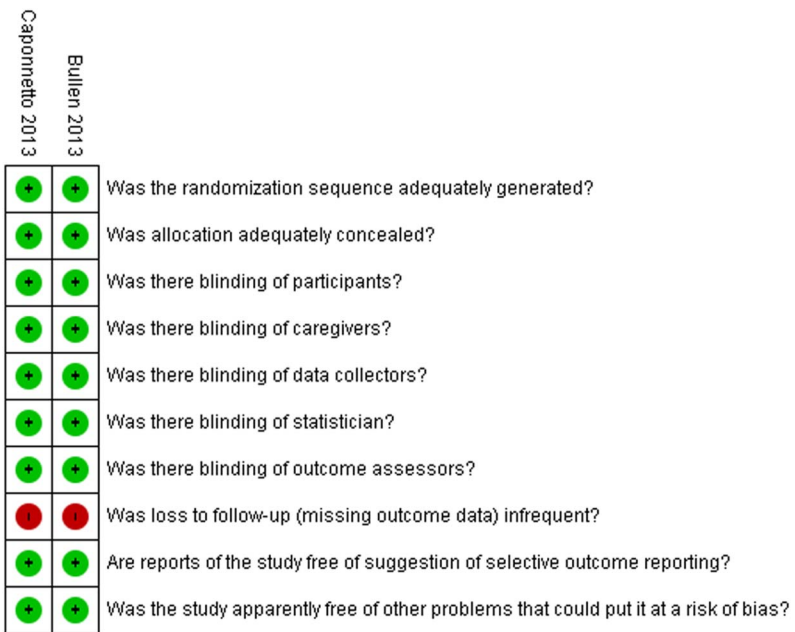 Caponnetto 2013
Bullen 2013
+ + Was the randomization sequence adequately generated?
+ + Was allocation adequately concealed?
+ + Was there blinding of participants?
+ + Was there blinding of caregivers?
+ + Was there blinding of data collectors?
+ + Was there blinding of statistician?
+ + Was there blinding of outcome assessors?
- - Was loss to follow-up (missing outcome data) infrequent?
+ + Are reports of the study free of suggestion of selective outcome reporting?
+ + Was the study apparently free of other problems that could put it at a risk of bias?